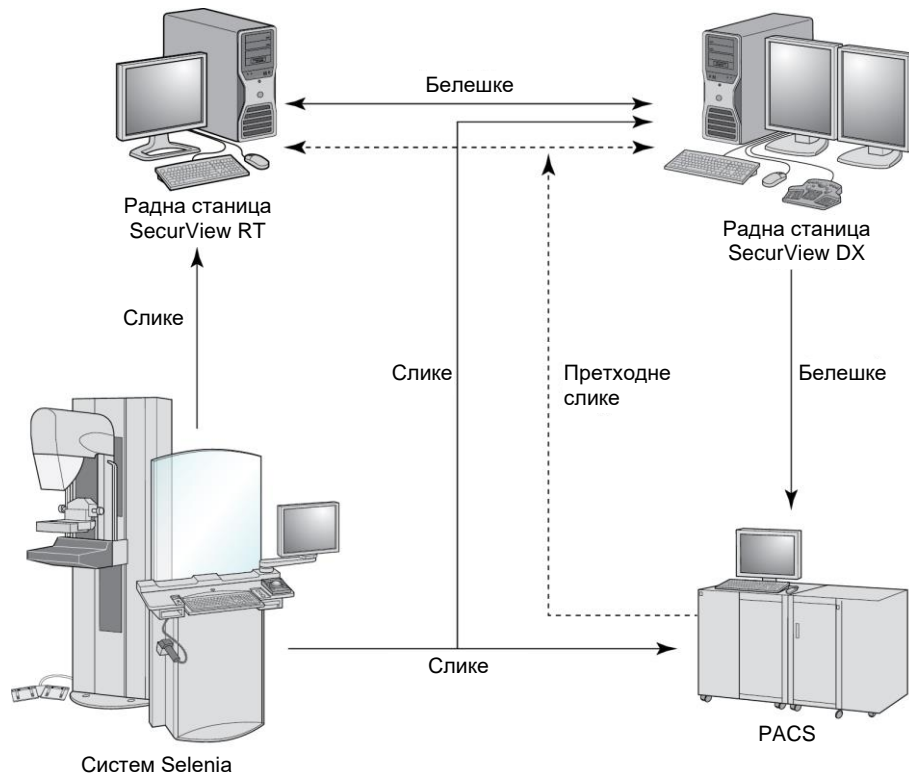 Белешке
Радна станица
SecurView RT
Радна станица
SecurView DX
Слике
Слике
Претходне
слике
Белешке
Слике
PACS
Систем Selenia